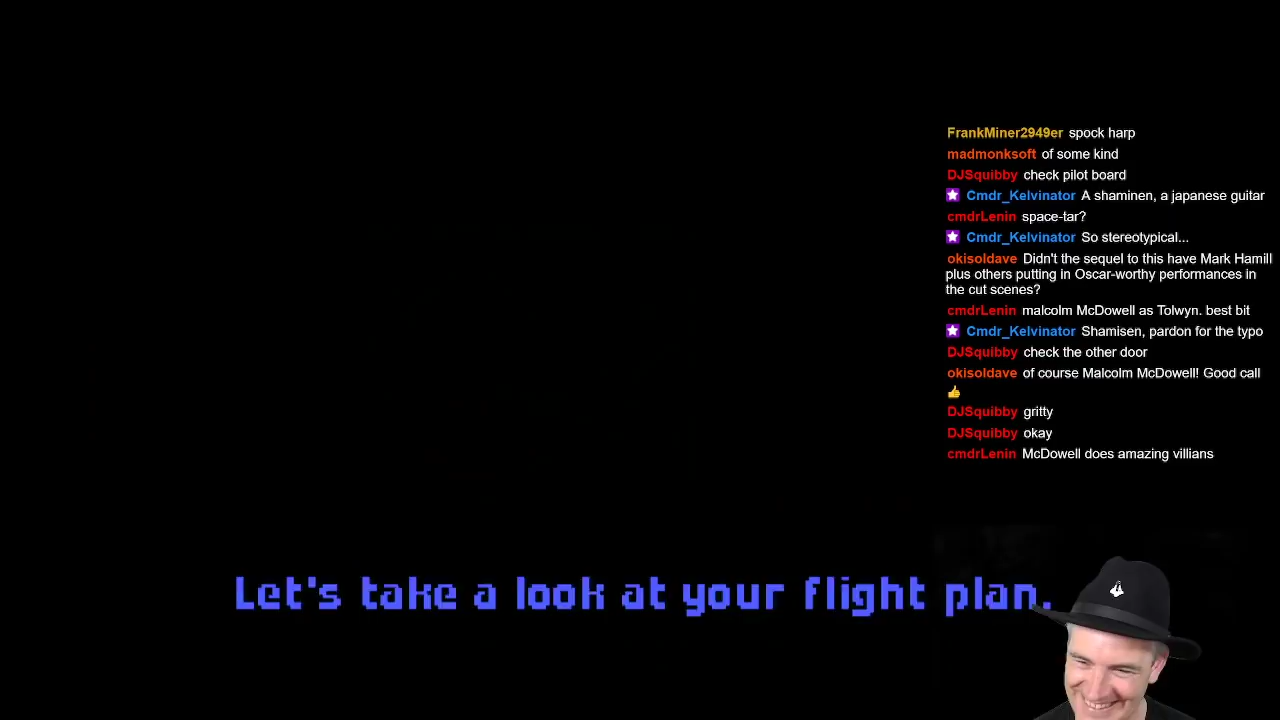 FrankMiner2949er spock harp
madmonksoft of some kind
DJSquibby check pilot board
Cmdr_Kelvinator A shaminen, a japanese guitar
cmdrLenin space-tar?
Cmdr_Kelvinator So stereotypical...
okisoldave Didn't the sequel to this have Mark Hamill
plus others putting in Oscar-worthy performances in
the cut scenes?
cmdrLenin malcolm McDowell as Tolwyn. best bit
Cmdr_Kelvinator Shamisen, pardon for the typo
DJSquibby check the other door
okisoldave of course Malcolm McDowell! Good call
👍
DJSquibby gritty
DJSquibby okay
cmdrLenin McDowell does amazing villians
Let's take a look at your flight plan.